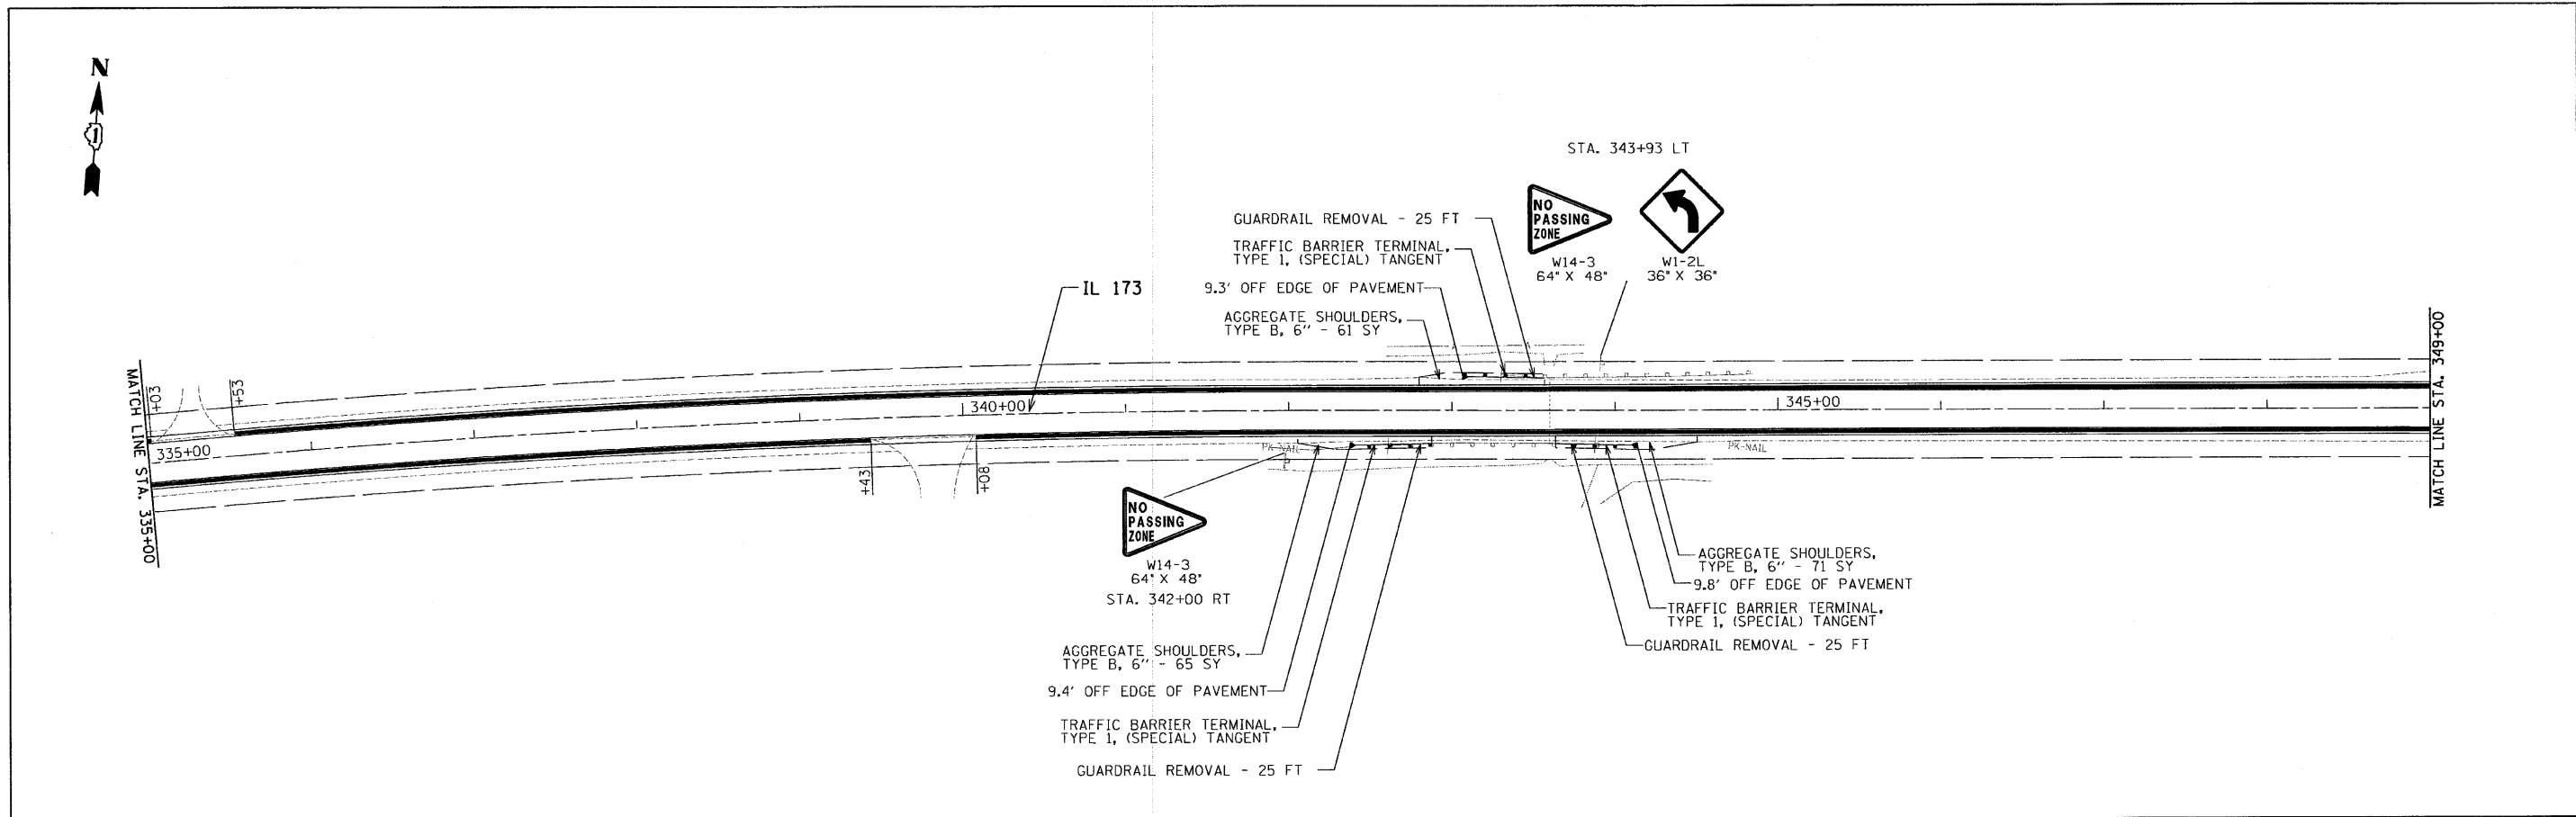 N
1
STA. 343+93 LT
NO
PASSING
ZONE
W14-3
64" X 48"
W1-2L
36" X 36"
GUARDRAIL REMOVAL - 25 FT
TRAFFIC BARRIER TERMINAL,
TYPE 1, (SPECIAL) TANGENT
9.3' OFF EDGE OF PAVEMENT
AGGREGATE SHOULDERS,
TYPE B, 6" - 61 SY
IL 173
MATCH LINE STA. 335+00
+03
+53
335+00
340+00
345+00
MATCH LINE STA. 349+00
+43
+08
PK-NAIL
PK-NAIL
P
NO
PASSING
ZONE
W14-3
64" X 48"
STA. 342+00 RT
AGGREGATE SHOULDERS,
TYPE B, 6" - 65 SY
9.4' OFF EDGE OF PAVEMENT
TRAFFIC BARRIER TERMINAL,
TYPE 1, (SPECIAL) TANGENT
GUARDRAIL REMOVAL - 25 FT
AGGREGATE SHOULDERS,
TYPE B, 6" - 71 SY
9.8' OFF EDGE OF PAVEMENT
TRAFFIC BARRIER TERMINAL,
TYPE 1, (SPECIAL) TANGENT
GUARDRAIL REMOVAL - 25 FT